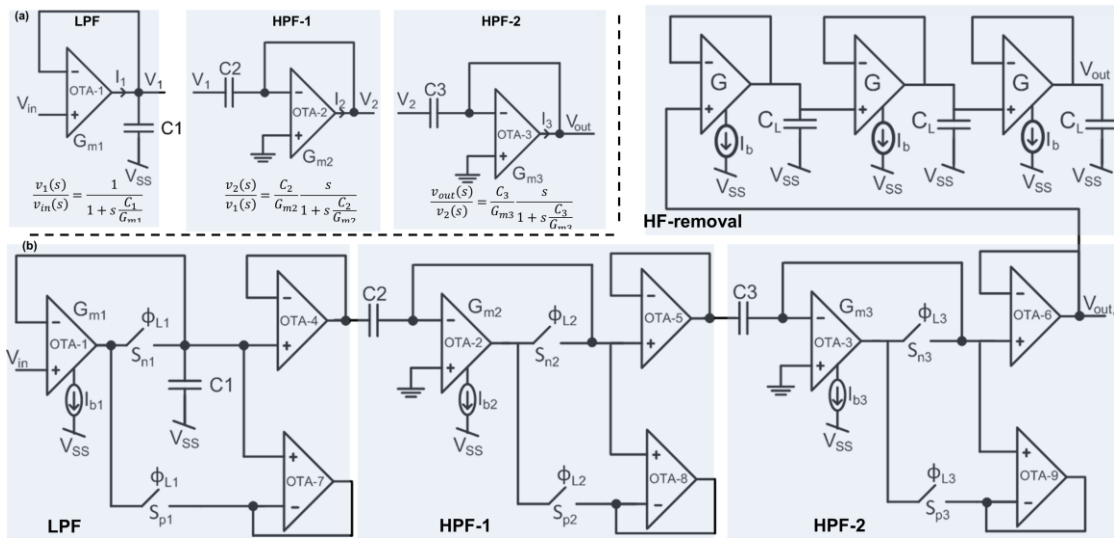 (a)
LPF
HPF-1
HPF-2
OTA-1
I1
V1
Vin
Gm1
C1
VSS
v1(s)/vin(s) = 1/(1 + s C1/Gm1)
V1
C2
OTA-2
I2
V2
Gm2
v2(s)/v1(s) = C2/Gm2 s/(1 + s C2/Gm2)
V2
C3
OTA-3
I3
Vout
Gm3
vout(s)/v2(s) = C3/Gm3 s/(1 + s C3/Gm3)
G
G
G
Vout
CL
CL
CL
Ib
Ib
Ib
VSS
VSS
VSS
VSS
VSS
VSS
HF-removal
(b)
Gm1
OTA-1
Vin
ϕL1
Sn1
C1
Ib1
VSS
VSS
OTA-4
OTA-7
ϕL1
Sp1
LPF
C2
Gm2
OTA-2
ϕL2
Sn2
Ib2
VSS
OTA-5
OTA-8
ϕL2
Sp2
HPF-1
C3
Gm3
OTA-3
ϕL3
Sn3
Ib3
VSS
OTA-6
Vout,
OTA-9
ϕL3
Sp3
HPF-2